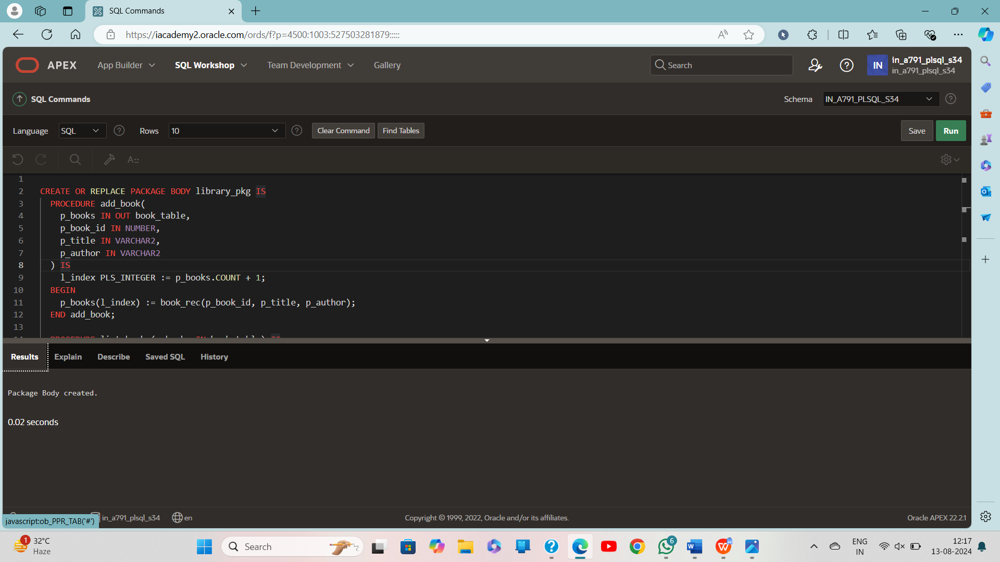 SQL Commands
https://iacademy2.oracle.com/ords/f?p=4500:1003:527503281879:::::
APEX App Builder SQL Workshop Team Development Gallery Search IN in_a791_plsql_s34
in_a791_plsql_s34
SQL Commands Schema IN_A791_PLSQL_S34
Language SQL Rows 10 Clear Command Find Tables Save Run
A::
1
2 CREATE OR REPLACE PACKAGE BODY library_pkg IS
3 PROCEDURE add_book(
4 p_books IN OUT book_table,
5 p_book_id IN NUMBER,
6 p_title IN VARCHAR2,
7 p_author IN VARCHAR2
8 ) IS
9 l_index PLS_INTEGER := p_books.COUNT + 1;
10 BEGIN
11 p_books(l_index) := book_rec(p_book_id, p_title, p_author);
12 END add_book;
13
Results Explain Describe Saved SQL History
Package Body created.
0.02 seconds
in_a791_plsql_s34 en Copyright © 1999, 2022, Oracle and/or its affiliates. Oracle APEX 22.2.1
javascript:ob_PPR_TAB('#')
1 32°C
Haze
Search
6
ENG
IN
12:17
13-08-2024